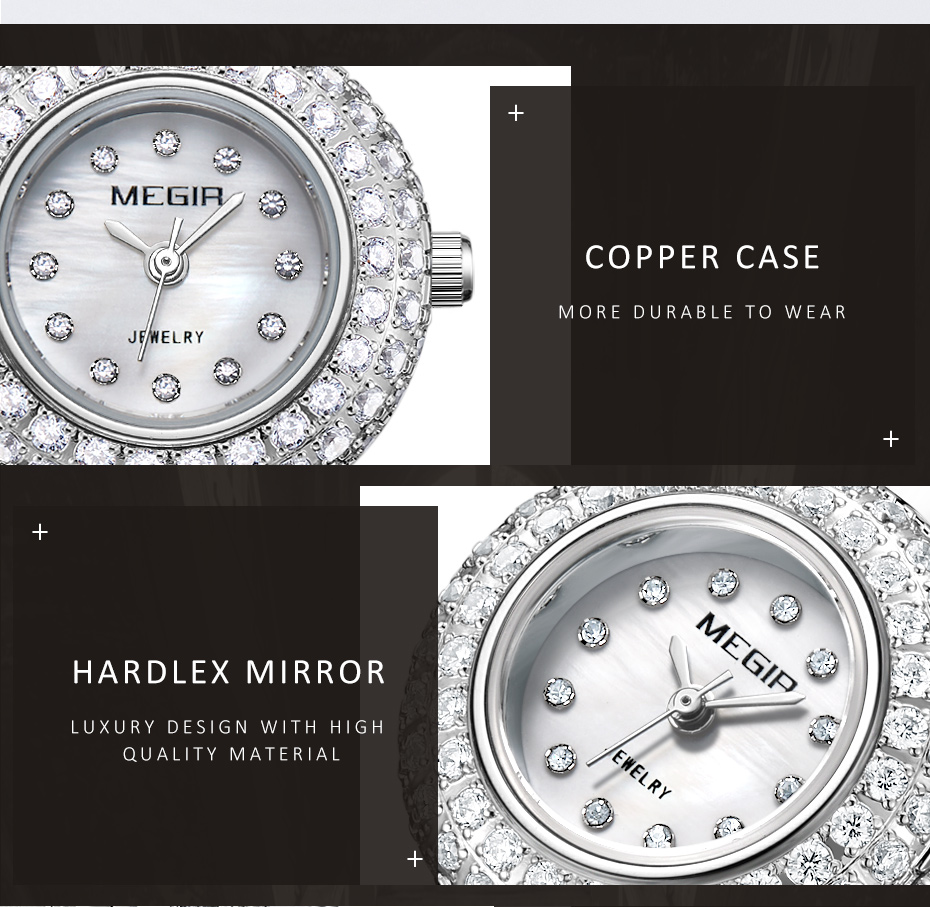 MEGIR
JEWELRY
COPPER CASE
MORE DURABLE TO WEAR
HARDLEX MIRROR
LUXURY DESIGN WITH HIGH
QUALITY MATERIAL
MEGIR
JEWELRY